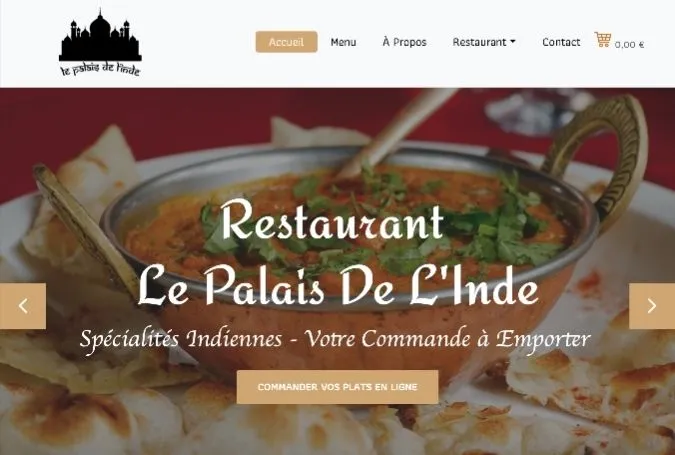 le palais de l'inde
Accueil Menu À Propos Restaurant Contact 0,00 €
Restaurant
Le Palais De L'Inde
Spécialités Indiennes - Votre Commande à Emporter
COMMANDER VOS PLATS EN LIGNE